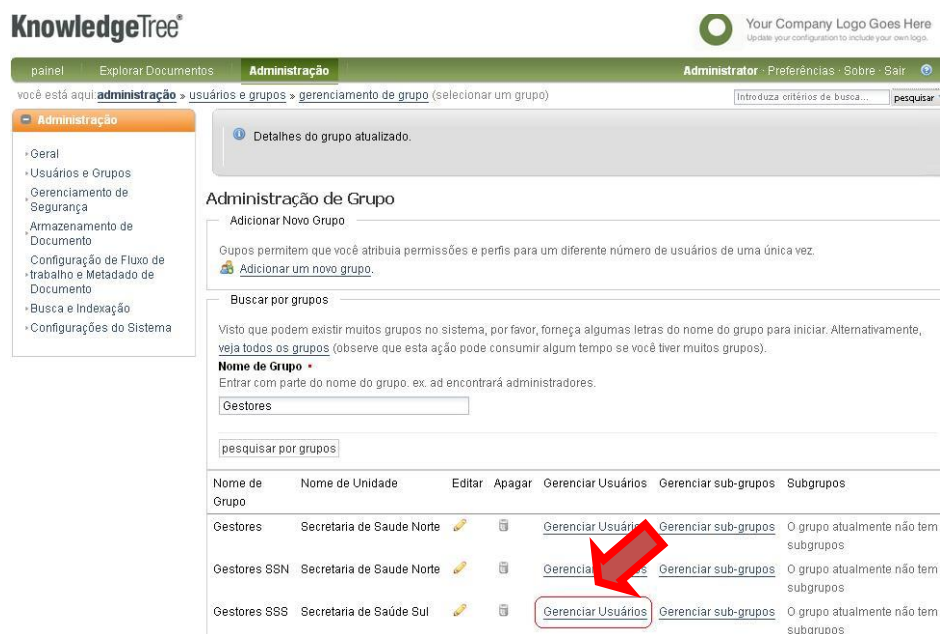 KnowledgeTree®
Your Company Logo Goes Here
Update your configuration to include your own logo.
painel Explorar Documentos Administração Administrator · Preferências · Sobre · Sair
você está aqui: administração » usuários e grupos » gerenciamento de grupo (selecionar um grupo)
Introduza critérios de busca... pesquisar
Administração
Geral
Usuários e Grupos
Gerenciamento de
Segurança
Armazenamento de
Documento
Configuração de Fluxo de
trabalho e Metadado de
Documento
Busca e Indexação
Configurações do Sistema
Detalhes do grupo atualizado.
Administração de Grupo
Adicionar Novo Grupo
Gupos permitem que você atribuia permissões e perfis para um diferente número de usuários de uma única vez.
Adicionar um novo grupo.
Buscar por grupos
Visto que podem existir muitos grupos no sistema, por favor, forneça algumas letras do nome do grupo para iniciar. Alternativamente,
veja todos os grupos (observe que esta ação pode consumir algum tempo se você tiver muitos grupos).
Nome de Grupo •
Entrar com parte do nome do grupo. ex. ad encontrará administradores.
Gestores
pesquisar por grupos
Nome de Nome de Unidade Editar Apagar Gerenciar Usuários Gerenciar sub-grupos Subgrupos
Grupo
Gestores Secretaria de Saude Norte Gerenciar Usuários Gerenciar sub-grupos O grupo atualmente não tem
subgrupos
Gestores SSN Secretaria de Saude Norte Gerenciar Gerenciar sub-grupos O grupo atualmente não tem
subgrupos
Gestores SSS Secretaria de Saúde Sul Gerenciar Usuários Gerenciar sub-grupos O grupo atualmente não tem
subgrupos